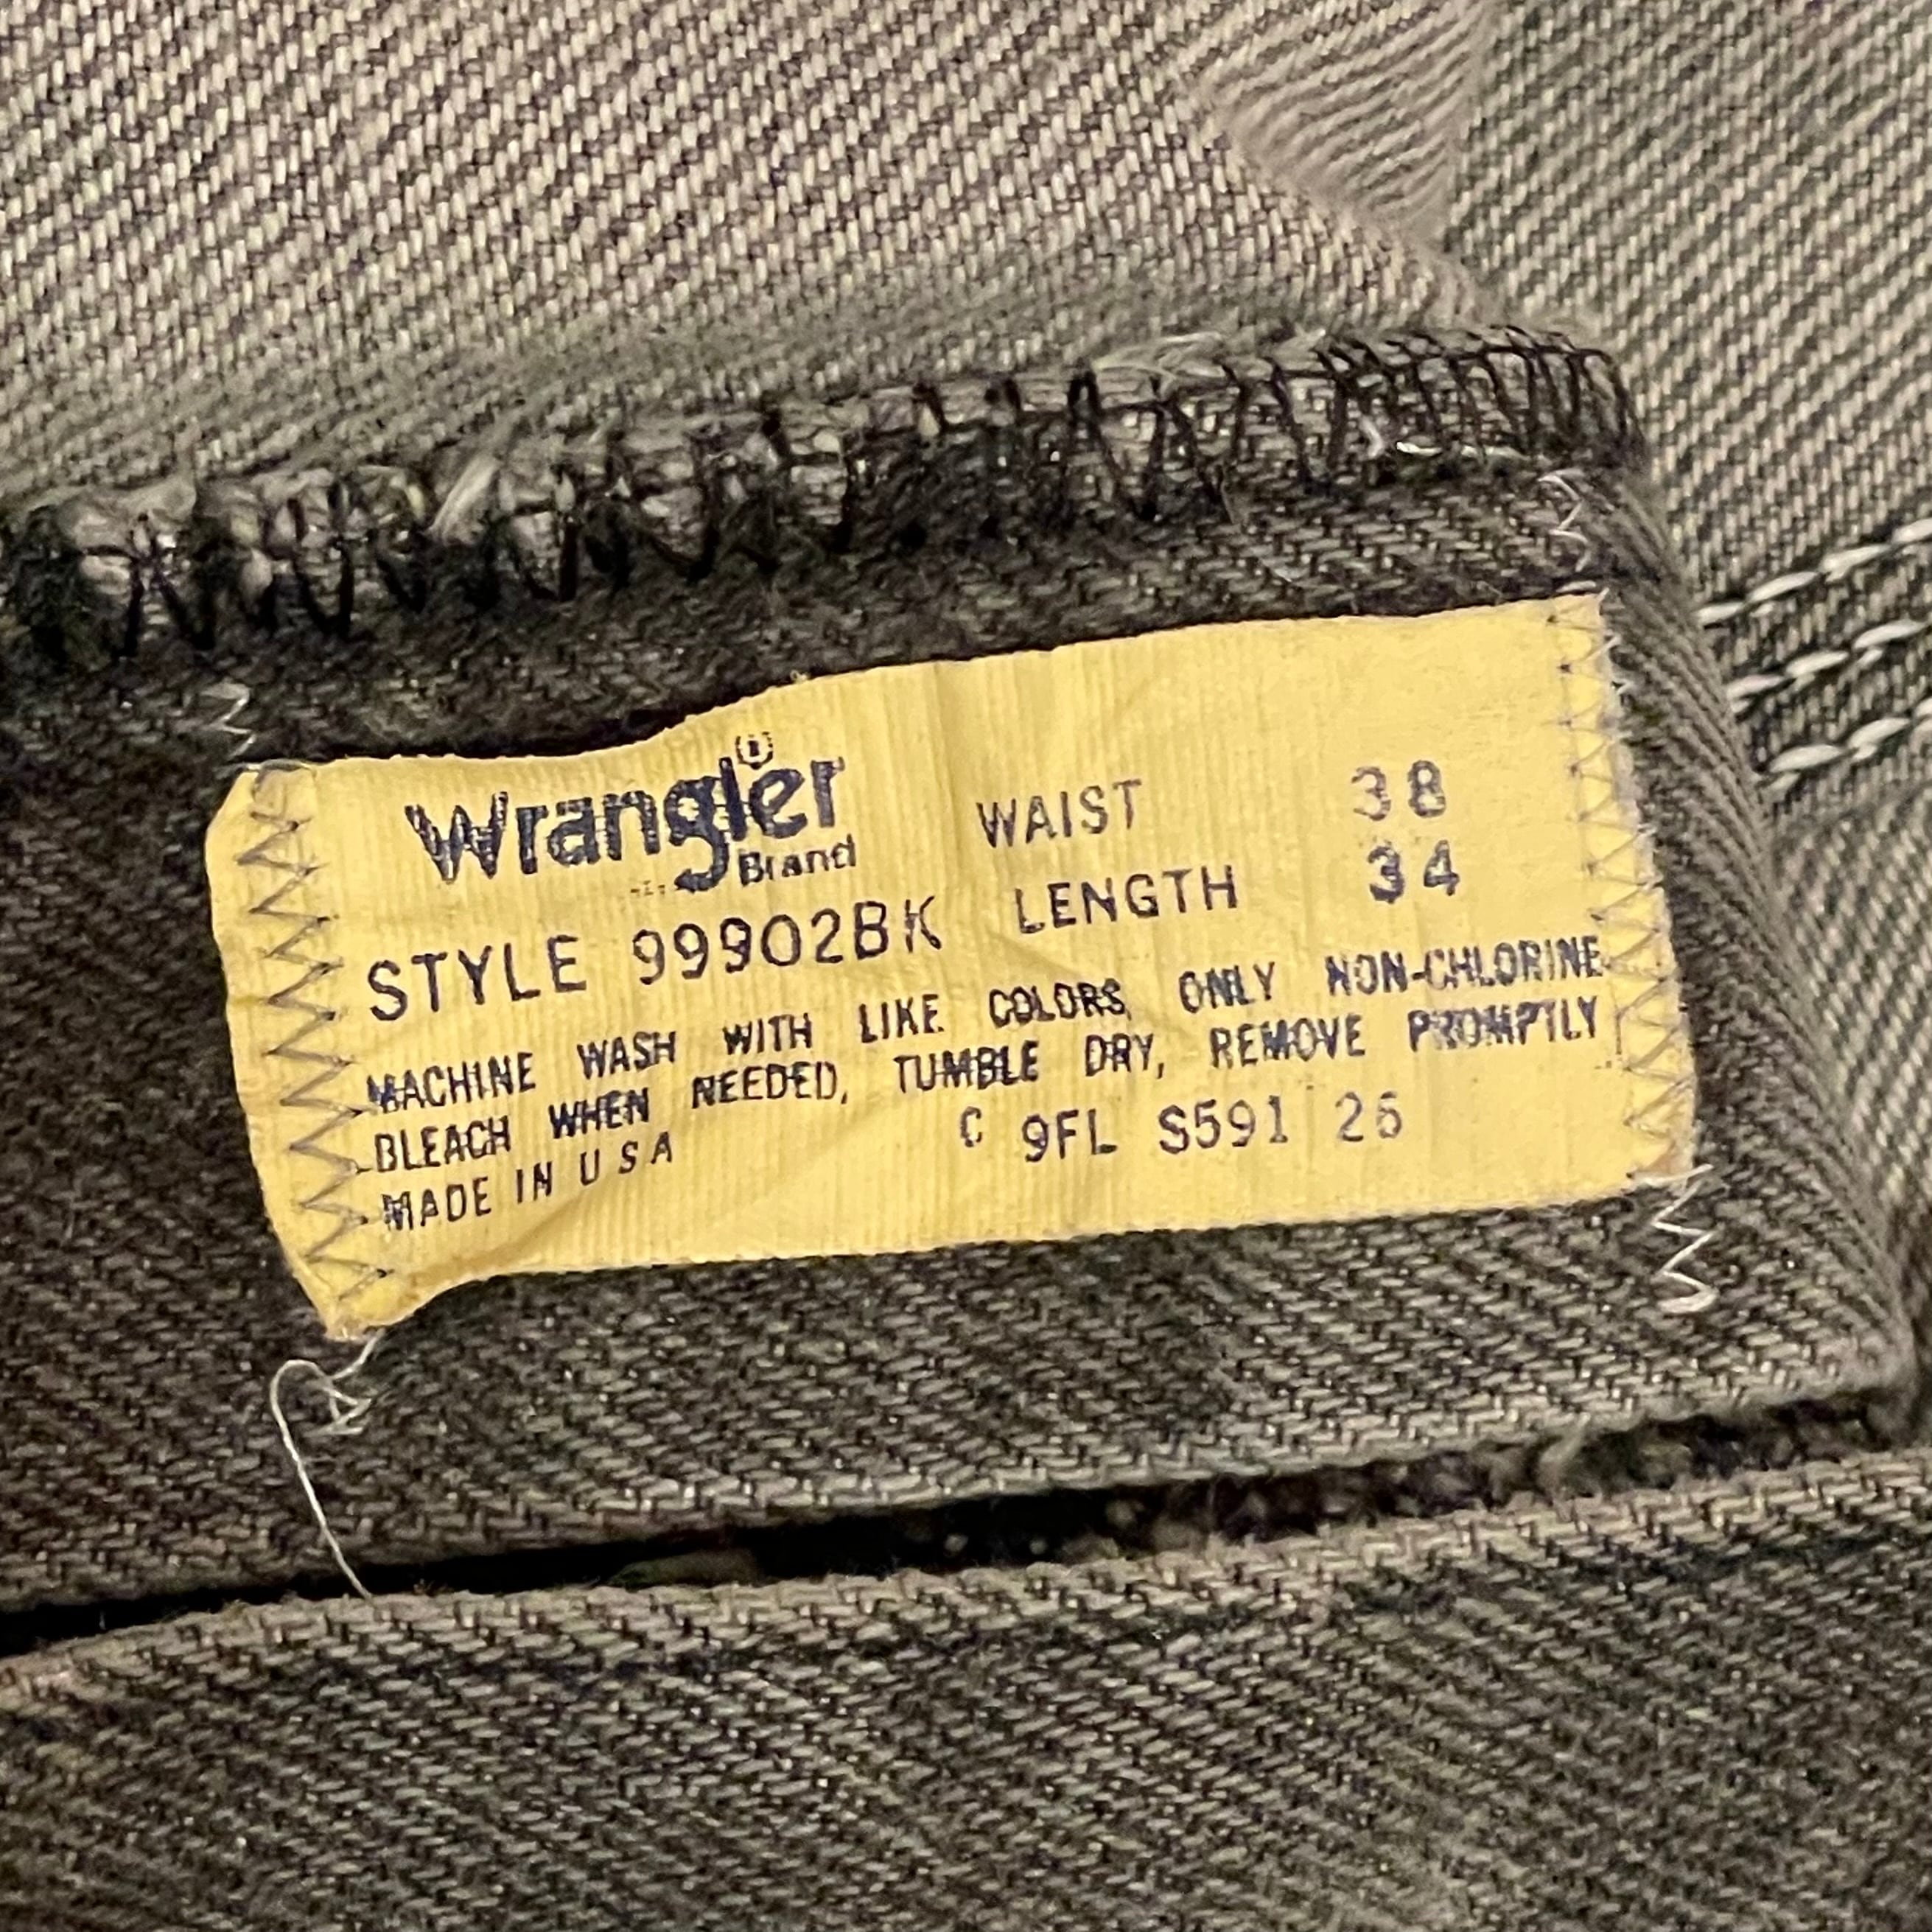 Wrangler®
Brand
WAIST 38
STYLE 99902BK LENGTH 34
MACHINE WASH WITH LIKE COLORS, ONLY NON-CHLORINE
BLEACH WHEN NEEDED, TUMBLE DRY, REMOVE PROMPTLY
MADE IN U S A C 9FL S591 26